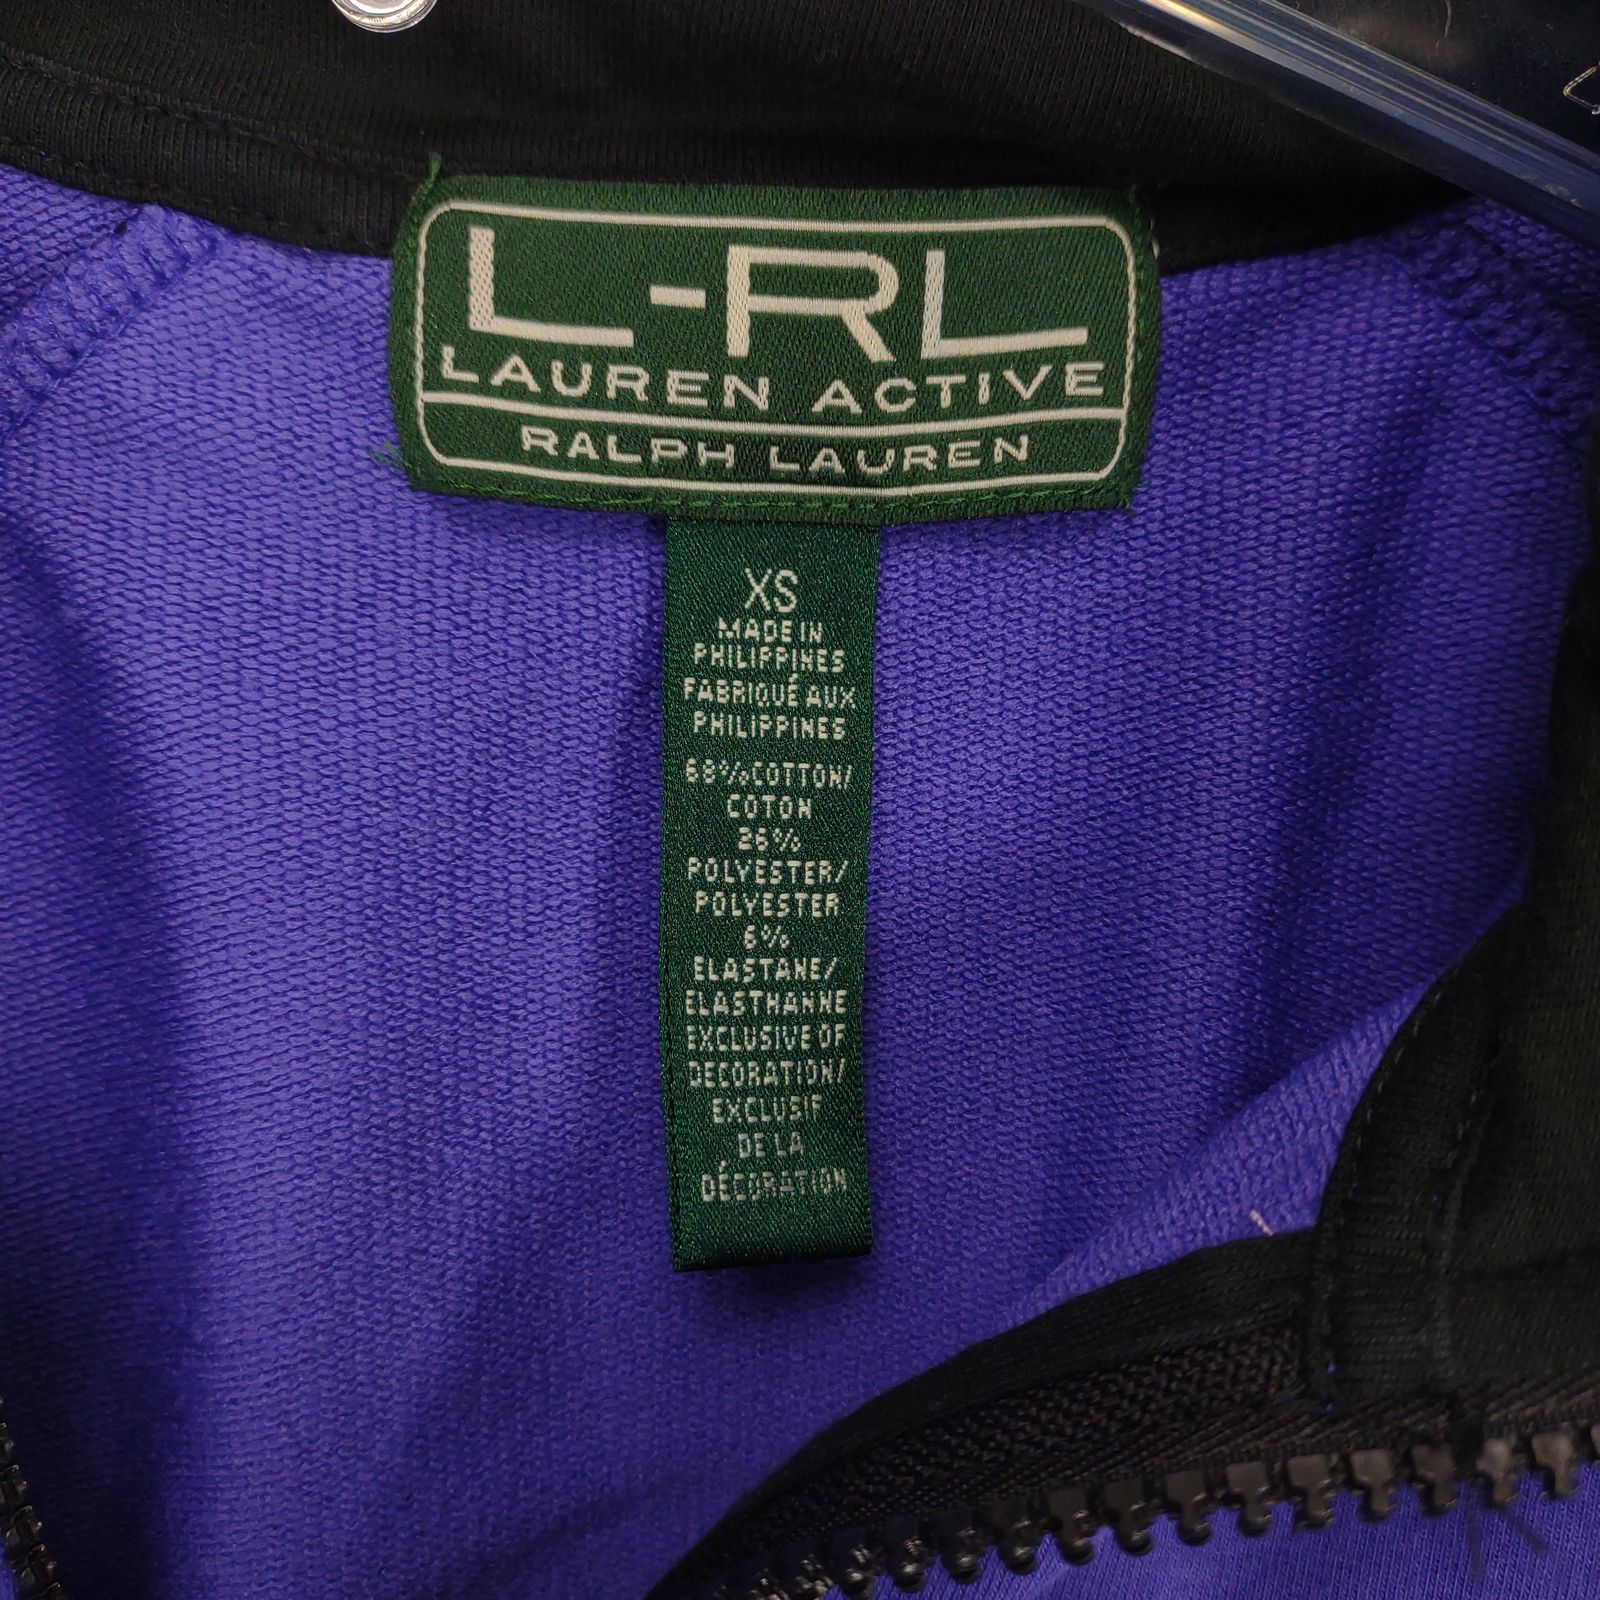 L-RL
LAUREN ACTIVE
RALPH LAUREN
XS
MADE IN
PHILIPPINES
FABRIQUÉ AUX
PHILIPPINES
68% COTTON/
COTON
26%
POLYESTER/
POLYESTER
6%
ELASTANE/
ELASTHANNE
EXCLUSIVE OF
DECORATION/
EXCLUSIF
DE LA
DÉCORATION